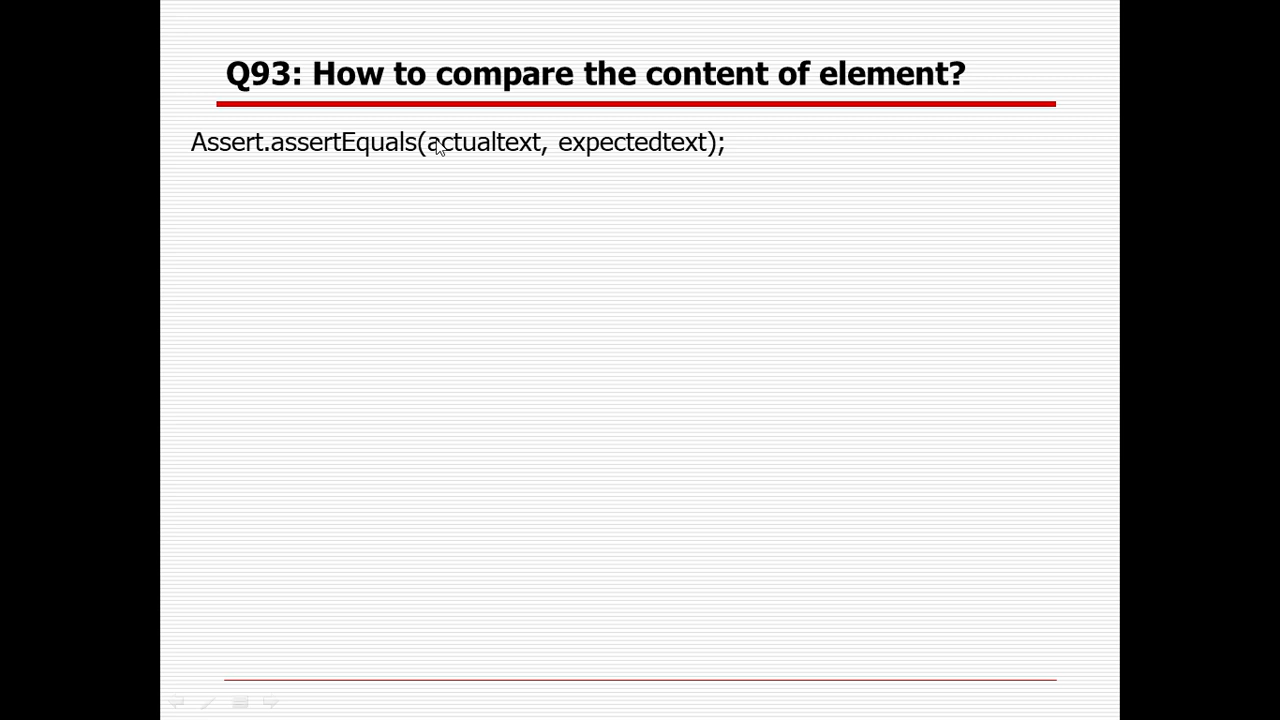 Q93: How to compare the content of element?
Assert.assertEquals(actualtext, expectedtext);